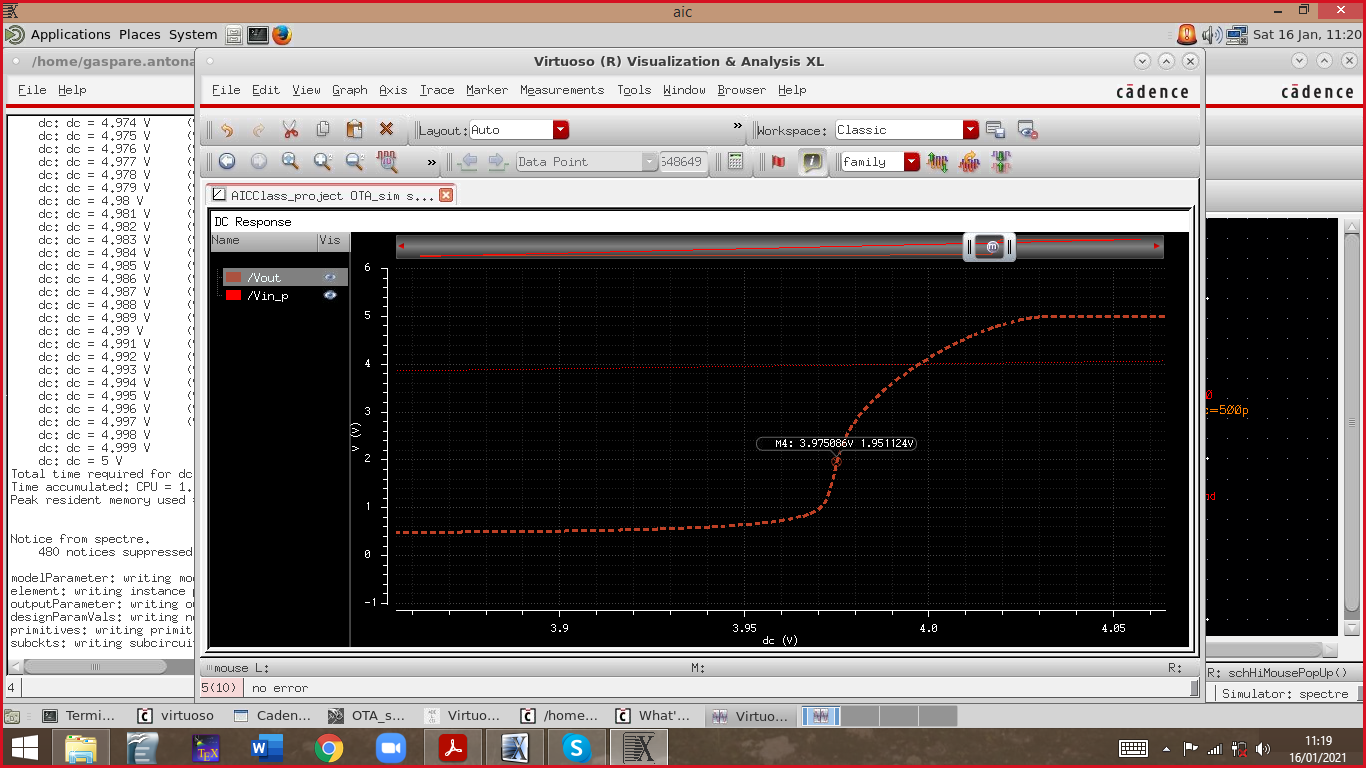 aic
Applications Places System
Sat 16 Jan, 11:20
/home/gaspare.antona
Virtuoso (R) Visualization & Analysis XL
File Help
File Edit View Graph Axis Trace Marker Measurements Tools Window Browser Help
cādence
cādence
Layout: Auto
» Workspace: Classic
» Data Point
548649
family
AICClass_project OTA_sim s...
DC Response
Name Vis
/Vout
/Vin_p
6
5
4
3
2
1
0
-1
V (V)
M4: 3.975086V 1.951124V
3.9 3.95 4.0 4.05
dc (V)
dc: dc = 4.974 V
dc: dc = 4.975 V
dc: dc = 4.976 V
dc: dc = 4.977 V
dc: dc = 4.978 V
dc: dc = 4.979 V
dc: dc = 4.98 V
dc: dc = 4.981 V
dc: dc = 4.982 V
dc: dc = 4.983 V
dc: dc = 4.984 V
dc: dc = 4.985 V
dc: dc = 4.986 V
dc: dc = 4.987 V
dc: dc = 4.988 V
dc: dc = 4.989 V
dc: dc = 4.99 V
dc: dc = 4.991 V
dc: dc = 4.992 V
dc: dc = 4.993 V
dc: dc = 4.994 V
dc: dc = 4.995 V
dc: dc = 4.996 V
dc: dc = 4.997 V
dc: dc = 4.998 V
dc: dc = 4.999 V
dc: dc = 5 V
Total time required for dc
Time accumulated: CPU = 1.
Peak resident memory used
Notice from spectre.
480 notices suppressed
modelParameter: writing mo
element: writing instance
outputParameter: writing
designParamVals: writing
primitives: writing primit
subckts: writing subcircui
=500p
mouse L: M: R:
R: schHiMousePopUp()
4
5(10) no error
Simulator: spectre
Termi... virtuoso Caden... OTA_s... Virtuo... /home... What'... Virtuo...
11:19
16/01/2021